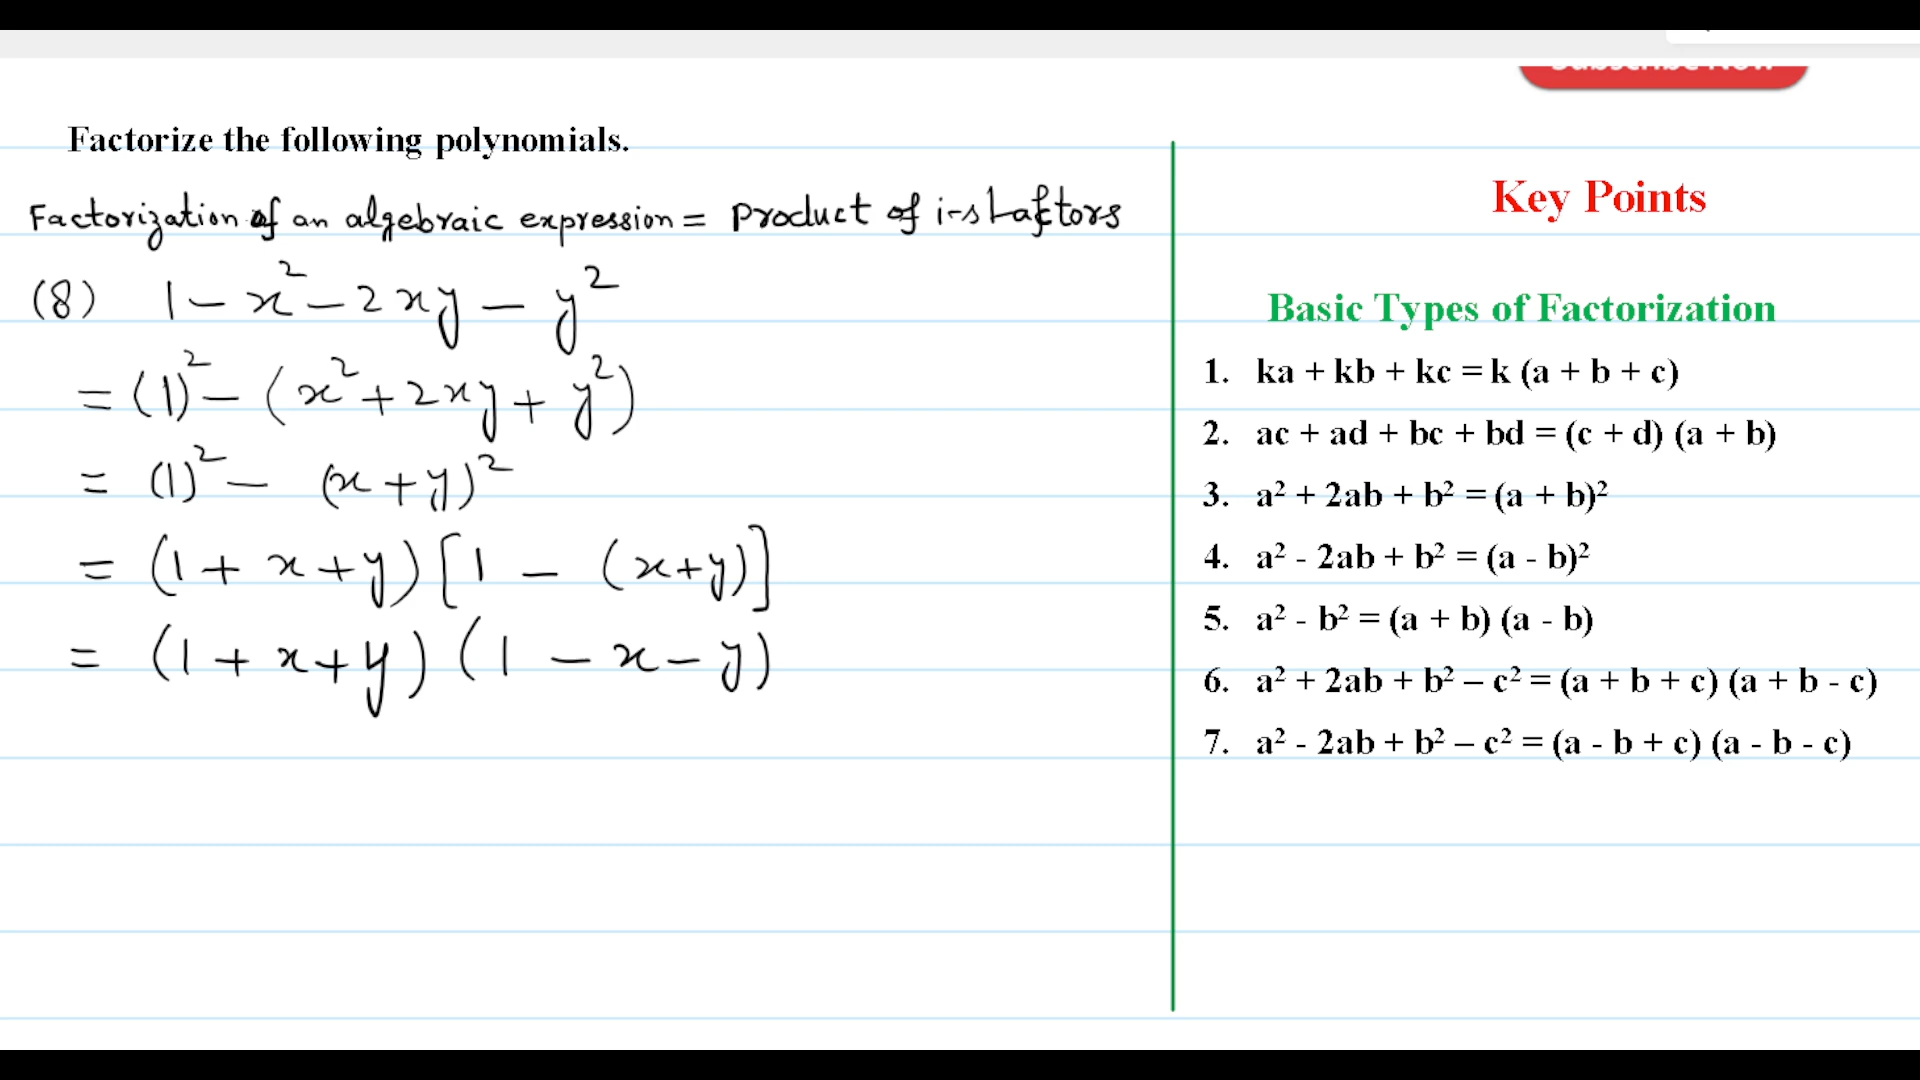 Factorize the following polynomials.
Factorization of an algebraic expression = Product of its factors
(8) 1 - x² - 2xy - y²
= (1)² - (x² + 2xy + y²)
= (1)² - (x+y)²
= (1 + x+y) [1 - (x+y)]
= (1 + x+y) (1 - x - y)
Key Points
Basic Types of Factorization
1. ka + kb + kc = k (a + b + c)
2. ac + ad + bc + bd = (c + d) (a + b)
3. a² + 2ab + b² = (a + b)²
4. a² - 2ab + b² = (a - b)²
5. a² - b² = (a + b) (a - b)
6. a² + 2ab + b² – c² = (a + b + c) (a + b - c)
7. a² - 2ab + b² – c² = (a - b + c) (a - b - c)